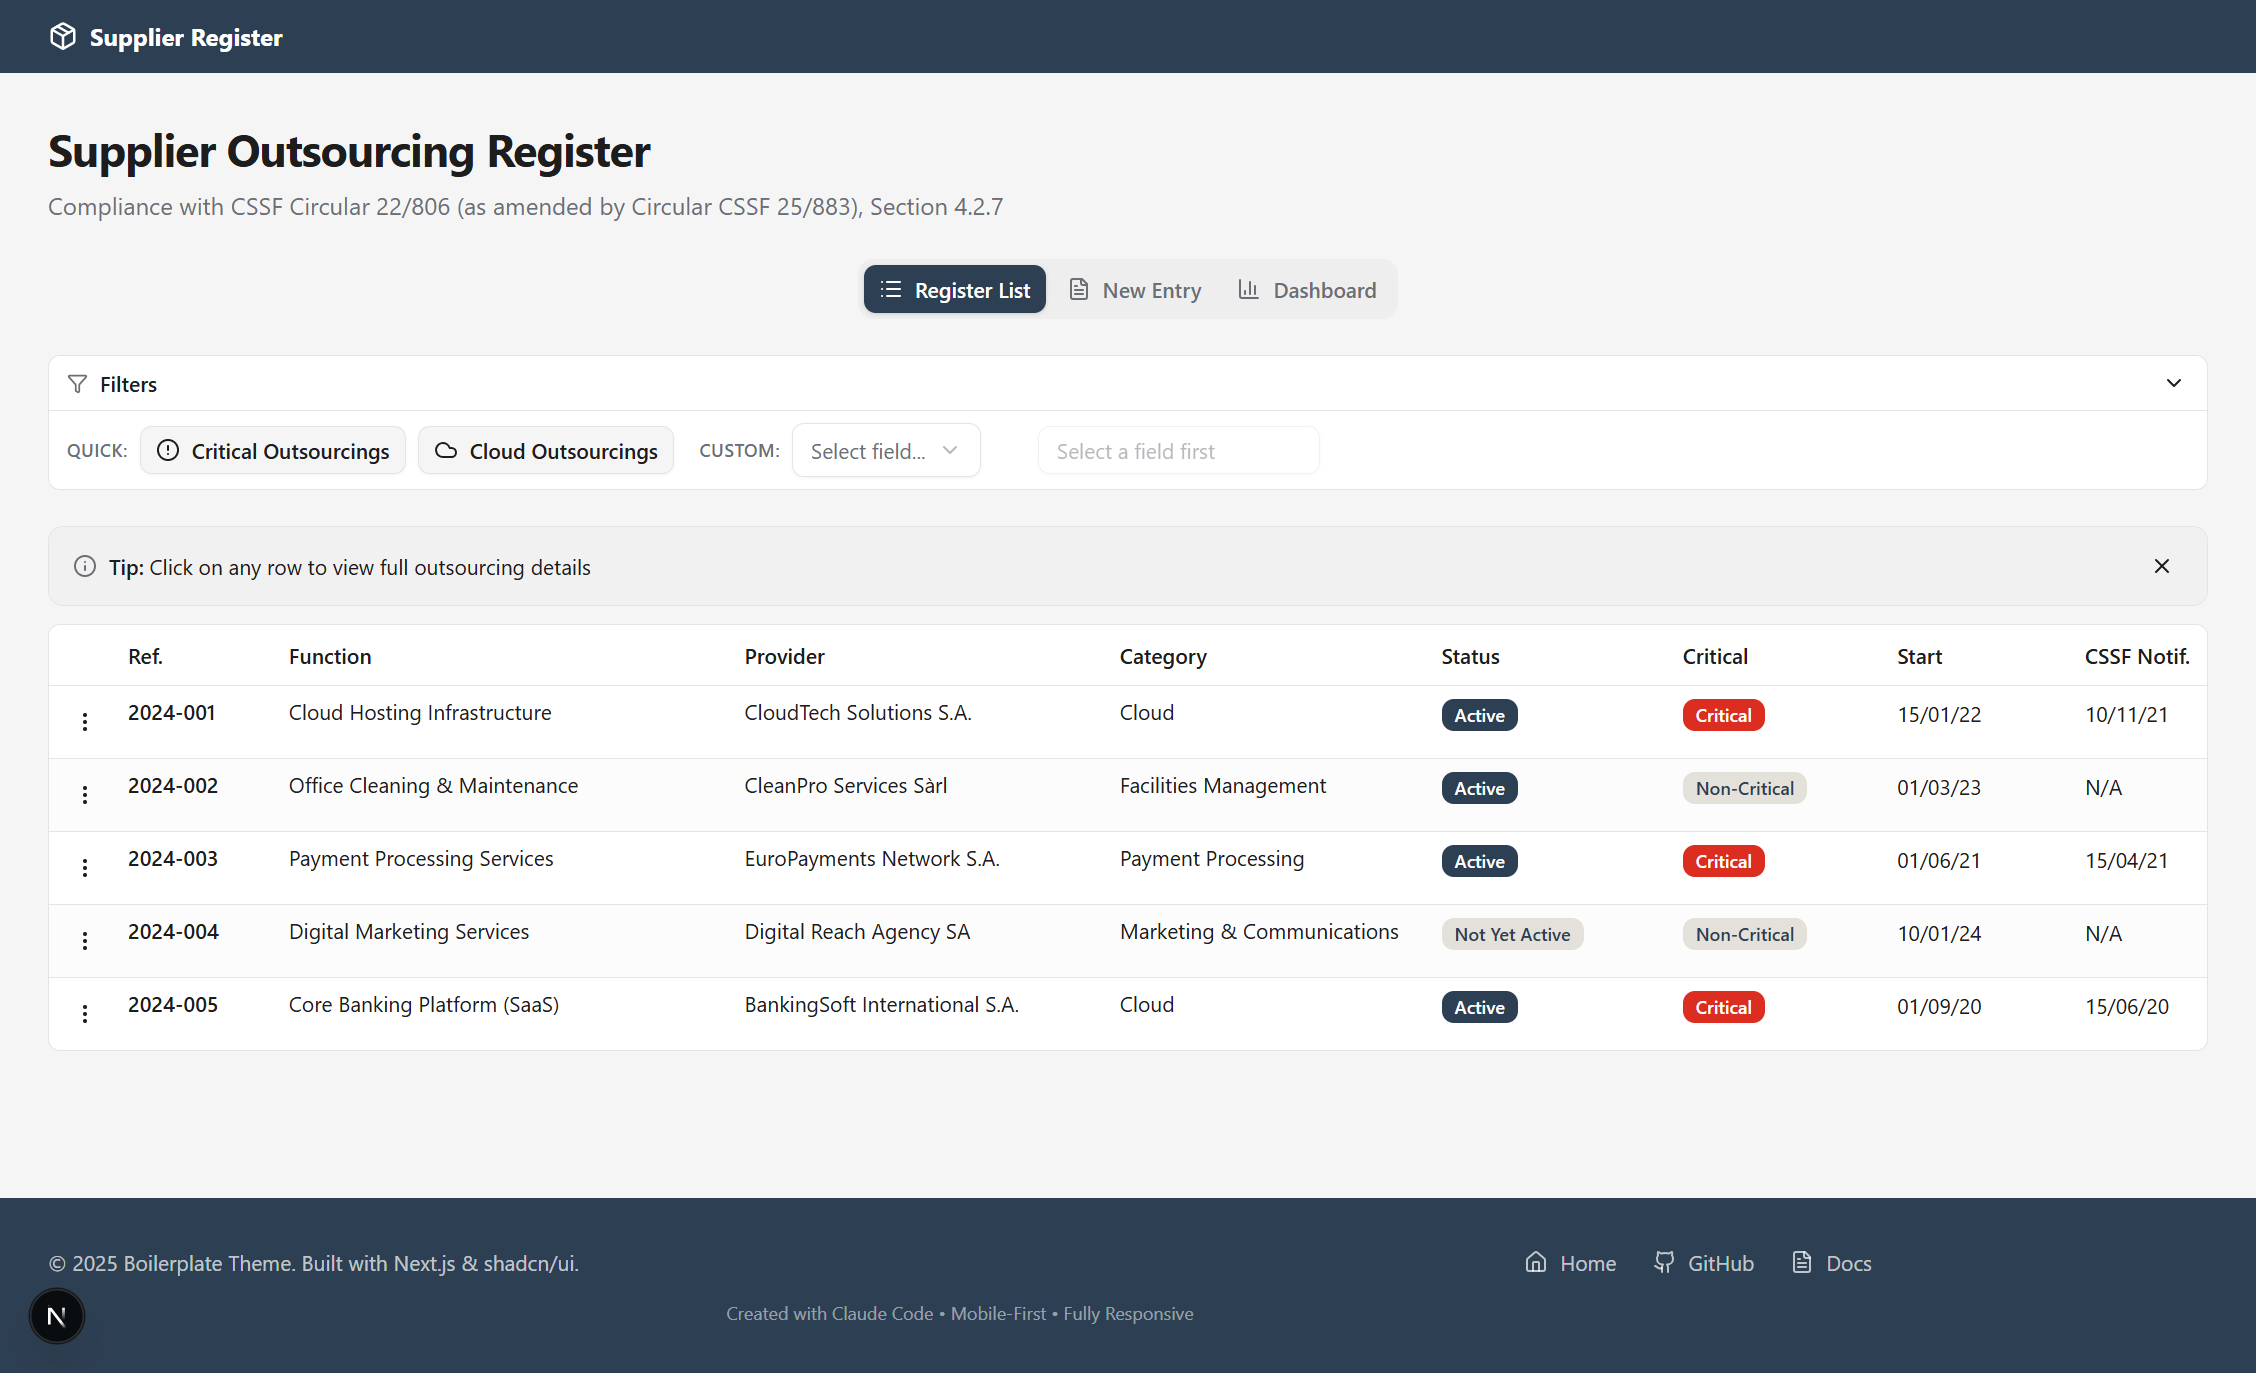 Supplier Register
Supplier Outsourcing Register
Compliance with CSSF Circular 22/806 (as amended by Circular CSSF 25/883), Section 4.2.7
Register List New Entry Dashboard
Filters
QUICK: Critical Outsourcings Cloud Outsourcings CUSTOM: Select field... Select a field first
Tip: Click on any row to view full outsourcing details
Ref. Function Provider Category Status Critical Start CSSF Notif.
2024-001 Cloud Hosting Infrastructure CloudTech Solutions S.A. Cloud Active Critical 15/01/22 10/11/21
2024-002 Office Cleaning & Maintenance CleanPro Services Sàrl Facilities Management Active Non-Critical 01/03/23 N/A
2024-003 Payment Processing Services EuroPayments Network S.A. Payment Processing Active Critical 01/06/21 15/04/21
2024-004 Digital Marketing Services Digital Reach Agency SA Marketing & Communications Not Yet Active Non-Critical 10/01/24 N/A
2024-005 Core Banking Platform (SaaS) BankingSoft International S.A. Cloud Active Critical 01/09/20 15/06/20
© 2025 Boilerplate Theme. Built with Next.js & shadcn/ui. Home GitHub Docs
N
Created with Claude Code • Mobile-First • Fully Responsive